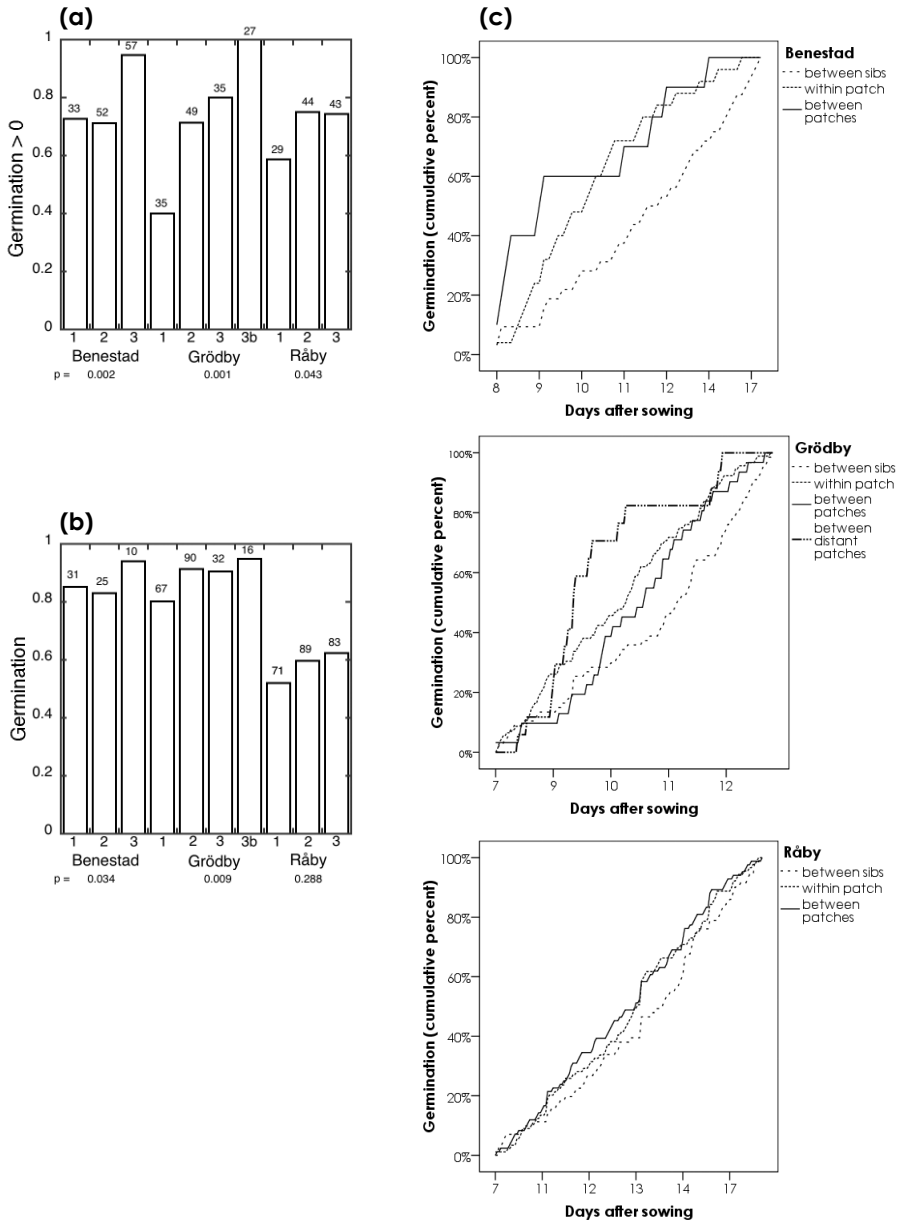 (a)
1
0.8
0.6
0.4
0.2
0
Germination > 0
33 52 57 35 49 35 27 29 44 43
1 2 3 1 2 3 3b 1 2 3
Benestad Grödby Råby
p = 0.002 0.001 0.043
(b)
1
0.8
0.6
0.4
0.2
0
Germination
31 25 10 67 90 32 16 71 89 83
1 2 3 1 2 3 3b 1 2 3
Benestad Grödby Råby
p = 0.034 0.009 0.288
(c)
100%
80%
60%
40%
20%
0%
Germination (cumulative percent)
8 9 10 11 12 14 17
Days after sowing
Benestad
between sibs
within patch
between
patches
100%
80%
60%
40%
20%
0%
Germination (cumulative percent)
7 9 10 11 12
Days after sowing
Grödby
between sibs
within patch
between
patches
between
distant
patches
100%
80%
60%
40%
20%
0%
Germination (cumulative percent)
7 11 12 13 14 17
Days after sowing
Råby
between sibs
within patch
between
patches